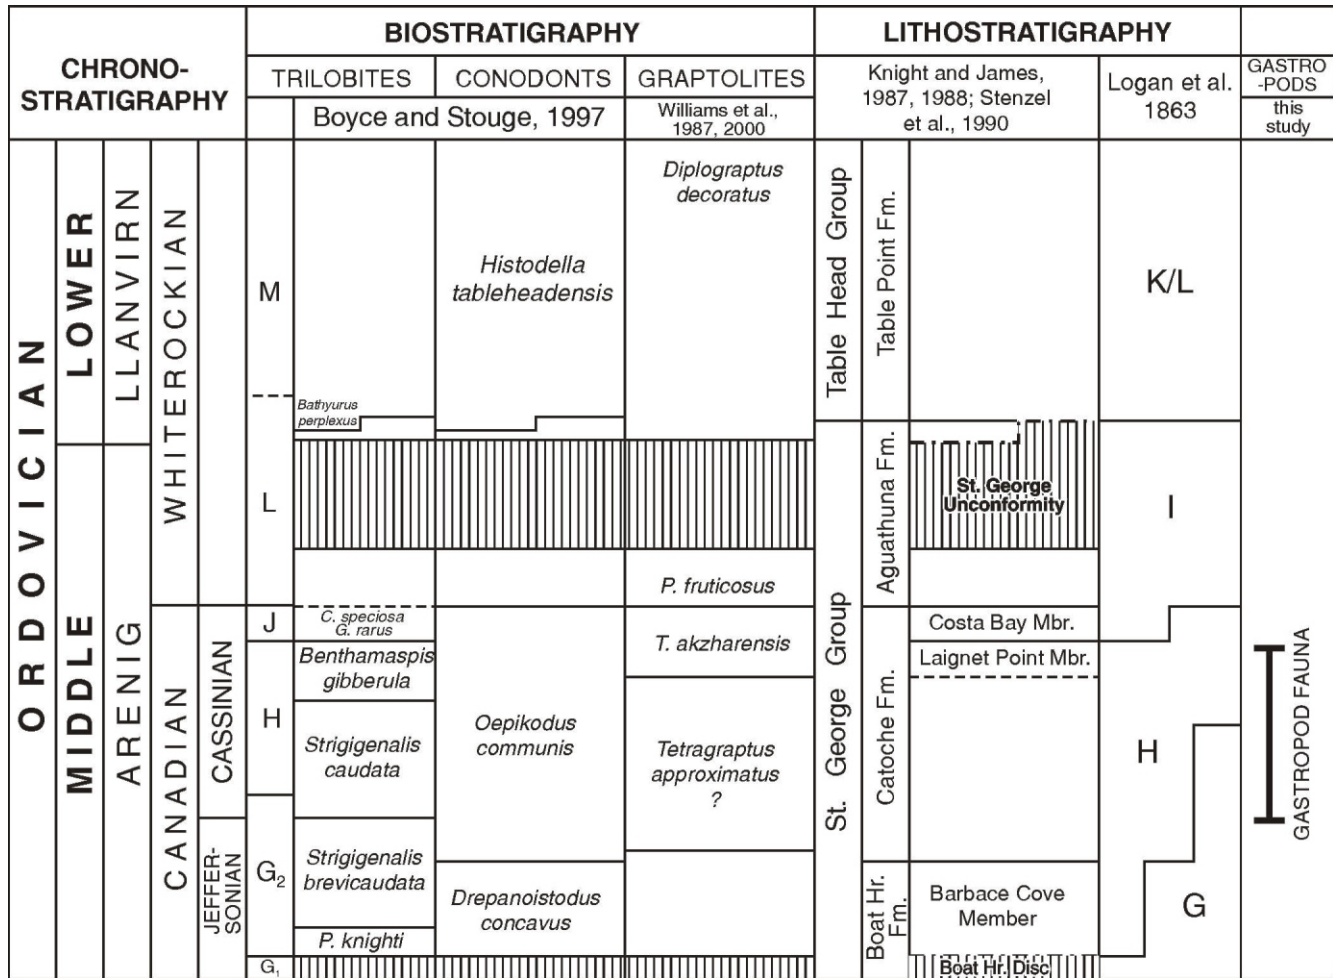 BIOSTRATIGRAPHY
LITHOSTRATIGRAPHY
CHRONO-
STRATIGRAPHY
TRILOBITES
CONODONTS
GRAPTOLITES
Knight and James,
1987, 1988; Stenzel
et al., 1990
Logan et al.
1863
GASTRO
-PODS
Boyce and Stouge, 1997
Williams et al.,
1987, 2000
this
study
ORDOVICIAN
LOWER
MIDDLE
LLANVIRN
ARENIG
WHITEROCKIAN
CANADIAN
CASSINIAN
JEFFER-
SONIAN
M
L
J
H
G2
G1
Bathyurus
perplexus
C. speciosa
G. rarus
Benthamaspis
gibberula
Strigigenalis
caudata
Strigigenalis
brevicaudata
P. knighti
Histodella
tableheadensis
Oepikodus
communis
Drepanoistodus
concavus
Diplograptus
decoratus
P. fruticosus
T. akzharensis
Tetragraptus
approximatus
?
Table Head Group
St. George Group
Table Point Fm.
Aguathuna Fm.
Catoche Fm.
Boat Hr.
Fm.
St. George
Unconformity
Costa Bay Mbr.
Laignet Point Mbr.
Barbace Cove
Member
Boat Hr. Disc
K/L
I
H
G
GASTROPOD FAUNA